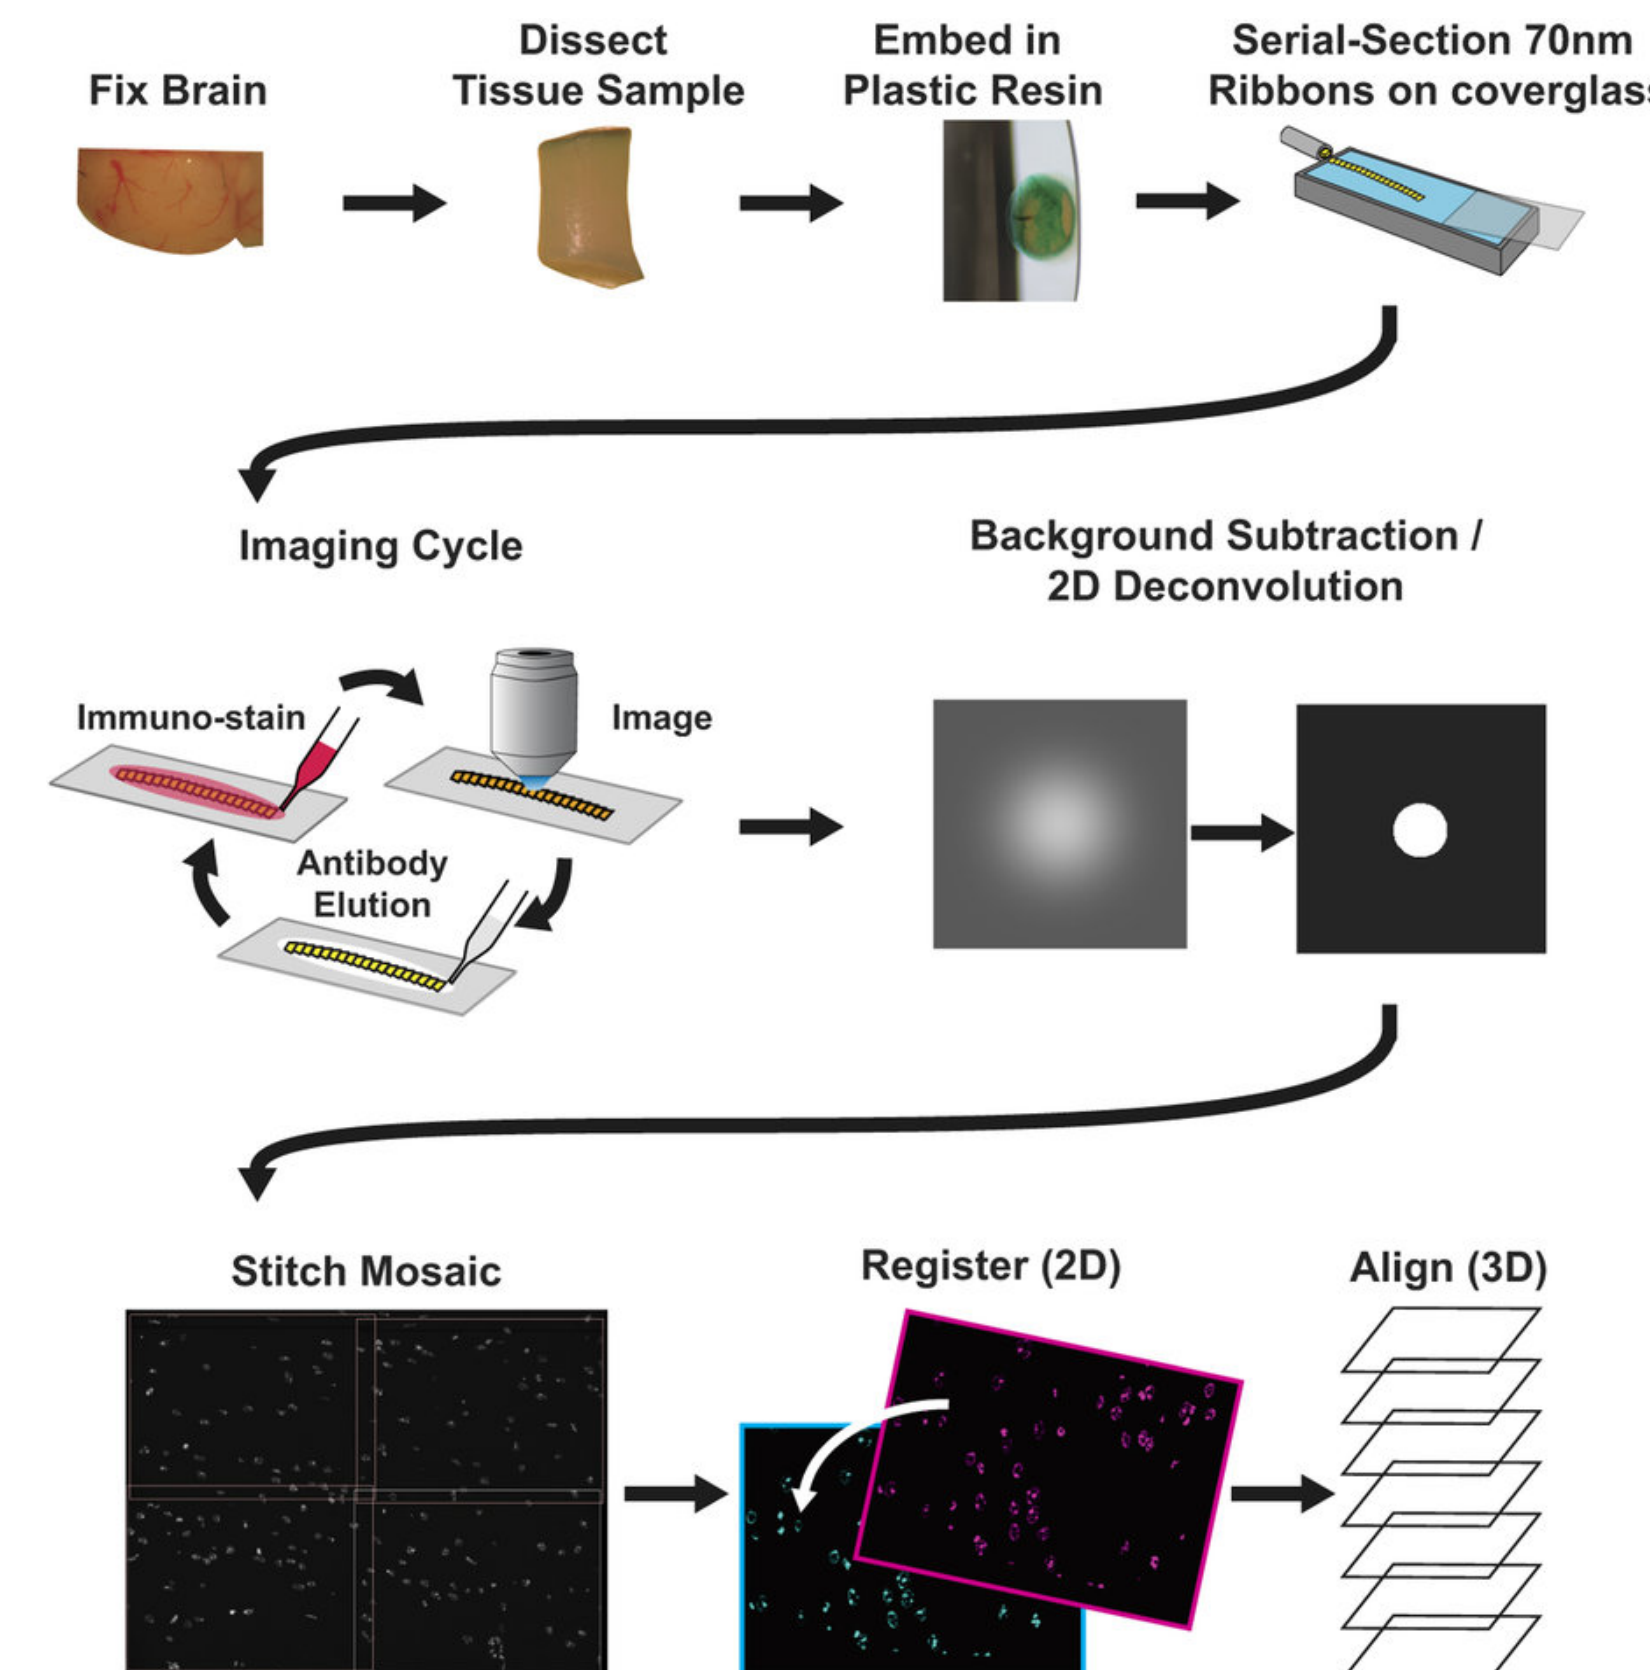 Fix Brain
Dissect
Tissue Sample
Embed in
Plastic Resin
Serial-Section 70nm
Ribbons on coverglass
Imaging Cycle
Immuno-stain
Image
Antibody
Elution
Background Subtraction /
2D Deconvolution
Stitch Mosaic
Register (2D)
Align (3D)